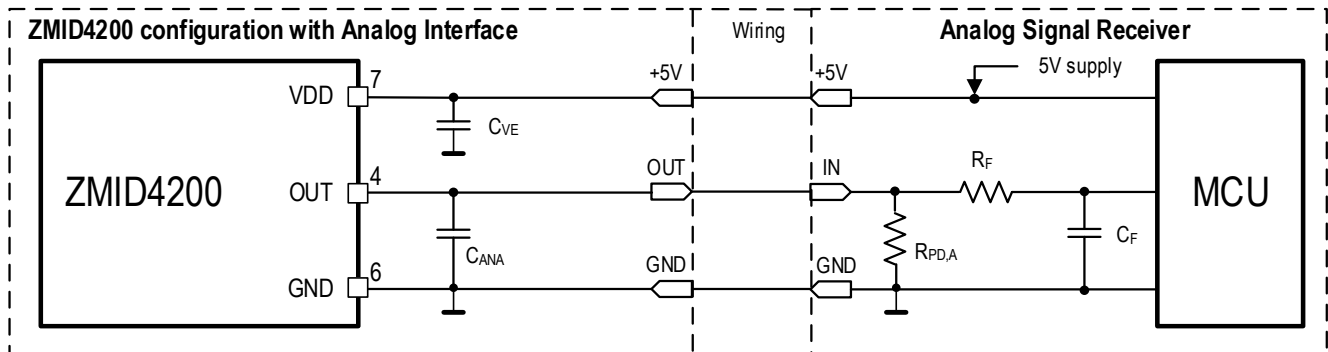 ZMID4200 configuration with Analog Interface
Wiring
Analog Signal Receiver
7
+5V
+5V
5V supply
VDD
CVE
4
OUT
IN
RF
ZMID4200
OUT
MCU
CANA
RPD,A
CF
6
GND
GND
GND